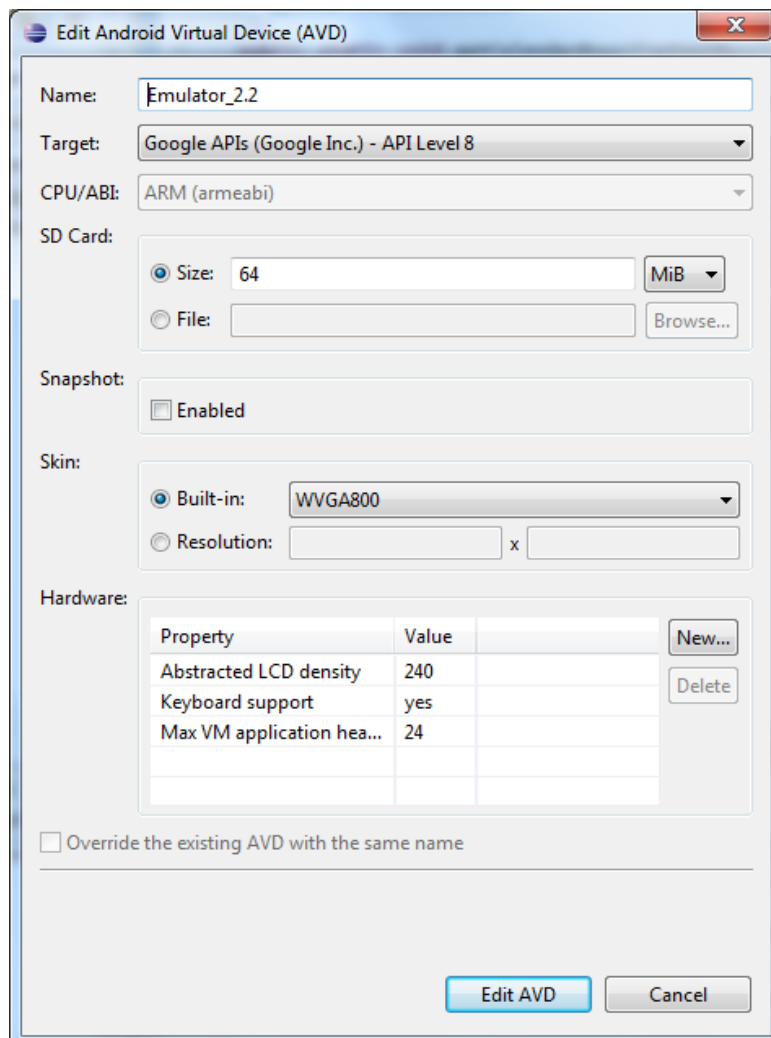 Edit Android Virtual Device (AVD)
Name: Emulator_2.2
Target: Google APIs (Google Inc.) - API Level 8
CPU/ABI: ARM (armeabi)
SD Card:
Size: 64 MiB
File: Browse...
Snapshot:
Enabled
Skin:
Built-in: WVGA800
Resolution: x
Hardware:
Property Value New...
Abstracted LCD density 240 Delete
Keyboard support yes
Max VM application hea... 24
Override the existing AVD with the same name
Edit AVD Cancel